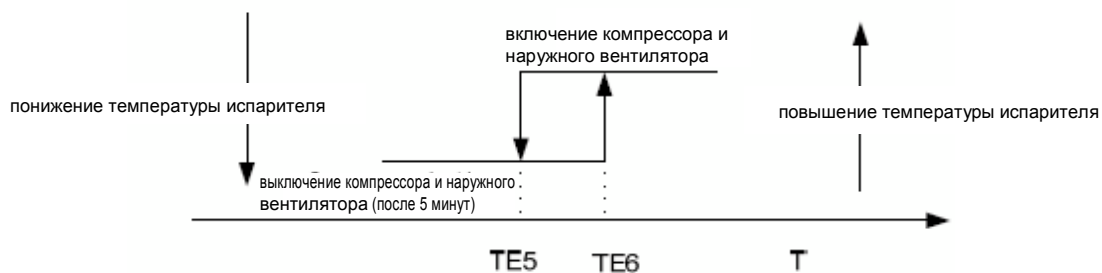 включение компрессора и
наружного вентилятора
понижение температуры испарителя
повышение температуры испарителя
выключение компрессора и наружного
вентилятора (после 5 минут)
TE5
TE6
T